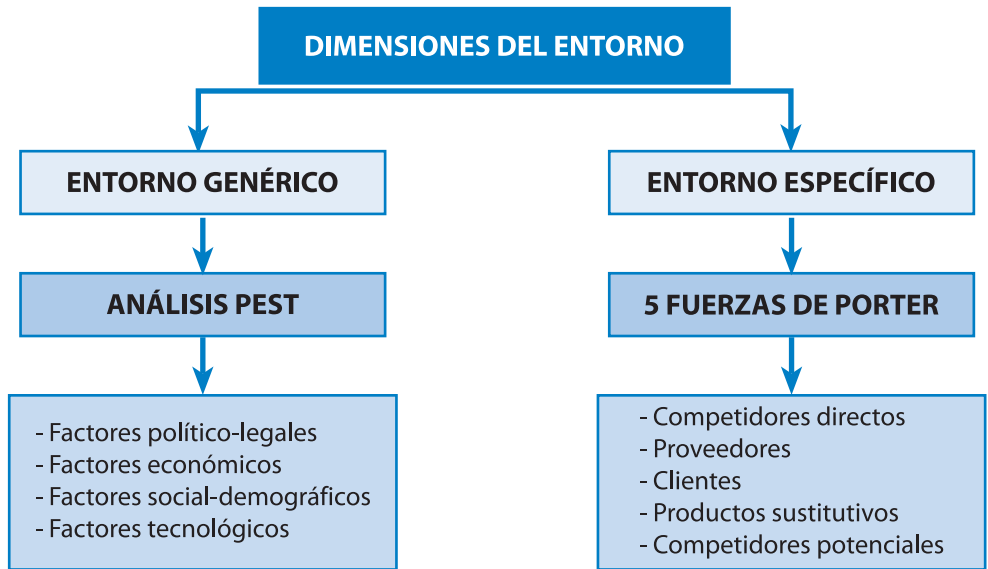 DIMENSIONES DEL ENTORNO
ENTORNO GENÉRICO
ANÁLISIS PEST
- Factores político-legales
- Factores económicos
- Factores social-demográficos
- Factores tecnológicos
ENTORNO ESPECÍFICO
5 FUERZAS DE PORTER
- Competidores directos
- Proveedores
- Clientes
- Productos sustitutivos
- Competidores potenciales